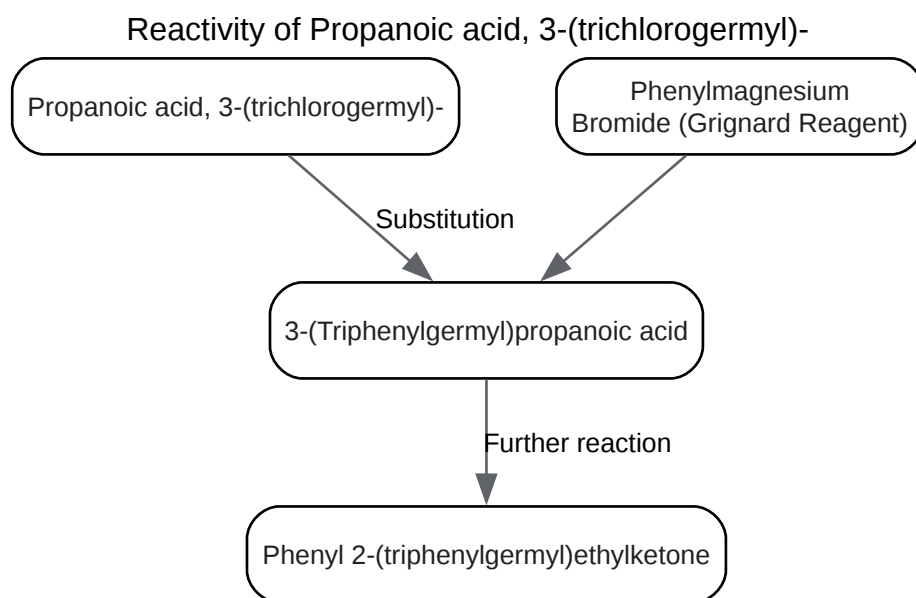 Reactivity of Propanoic acid, 3-(trichlorogermyl)-
Propanoic acid, 3-(trichlorogermyl)-
Phenylmagnesium
Bromide (Grignard Reagent)
Substitution
3-(Triphenylgermyl)propanoic acid
Further reaction
Phenyl 2-(triphenylgermyl)ethylketone